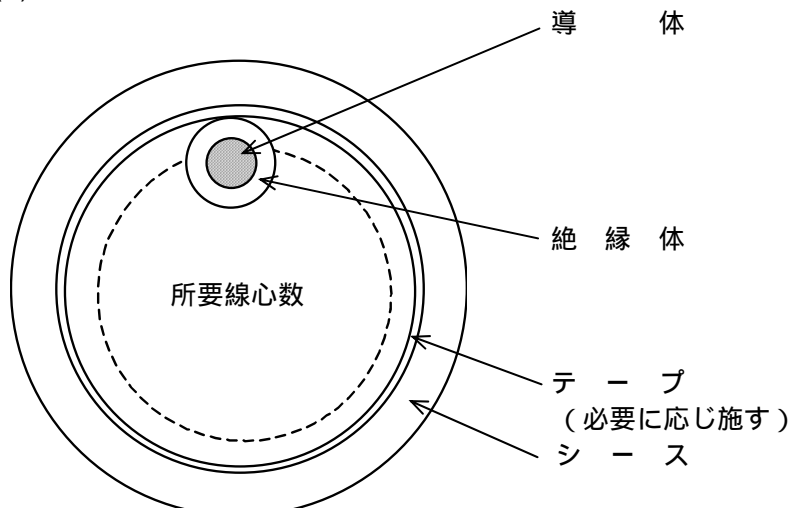 導　　体
絶　縁　体
所要線心数
テ　ー　プ
（必要に応じ施す）
シ　ー　ス